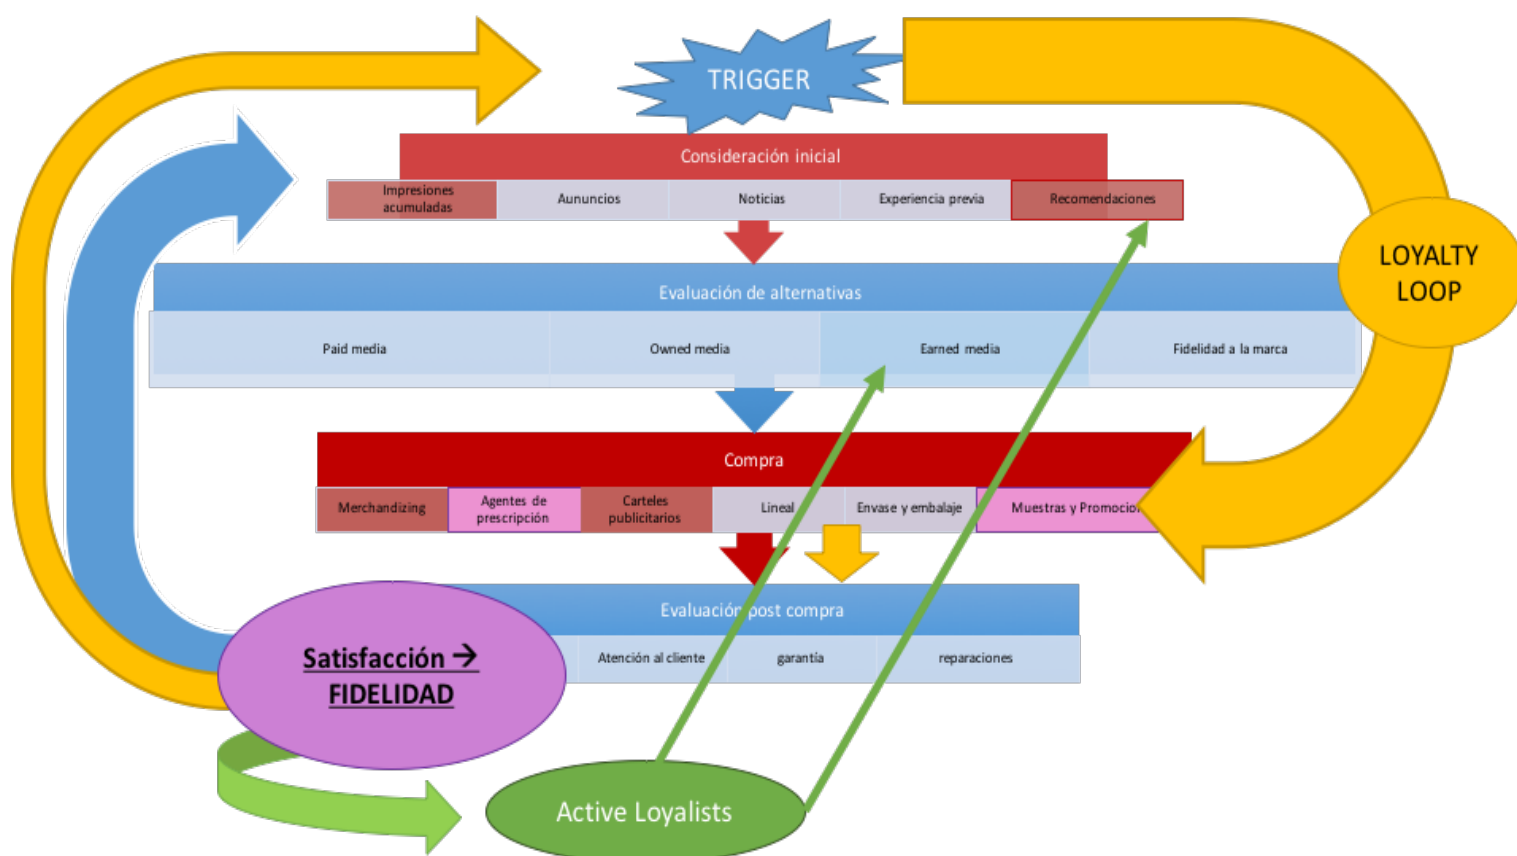 TRIGGER
Consideración inicial
Impresiones
acumuladas
Aununcios
Noticias
Experiencia previa
Recomendaciones
LOYALTY
LOOP
Evaluación de alternativas
Paid media
Owned media
Earned media
Fidelidad a la marca
Compra
Merchandizing
Agentes de
prescripción
Carteles
publicitarios
Lineal
Envase y embalaje
Muestras y Promocion
Evaluación post compra
Satisfacción →
FIDELIDAD
Atención al cliente
garantía
reparaciones
Active Loyalists